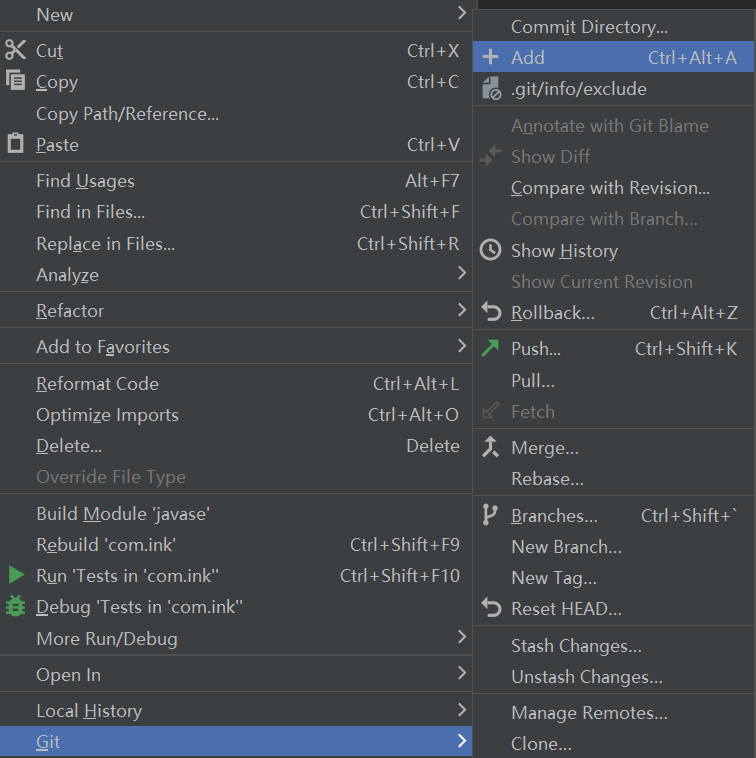 New
Cut Ctrl+X
Copy Ctrl+C
Copy Path/Reference...
Paste Ctrl+V
Find Usages Alt+F7
Find in Files... Ctrl+Shift+F
Replace in Files... Ctrl+Shift+R
Analyze
Refactor
Add to Favorites
Reformat Code Ctrl+Alt+L
Optimize Imports Ctrl+Alt+O
Delete... Delete
Override File Type
Build Module 'javase'
Rebuild 'com.ink' Ctrl+Shift+F9
Run 'Tests in 'com.ink'' Ctrl+Shift+F10
Debug 'Tests in 'com.ink''
More Run/Debug
Open In
Local History
Git
Commit Directory...
Add Ctrl+Alt+A
.git/info/exclude
Annotate with Git Blame
Show Diff
Compare with Revision...
Compare with Branch...
Show History
Show Current Revision
Rollback... Ctrl+Alt+Z
Push... Ctrl+Shift+K
Pull...
Fetch
Merge...
Rebase...
Branches... Ctrl+Shift+`
New Branch...
New Tag...
Reset HEAD...
Stash Changes...
Unstash Changes...
Manage Remotes...
Clone...